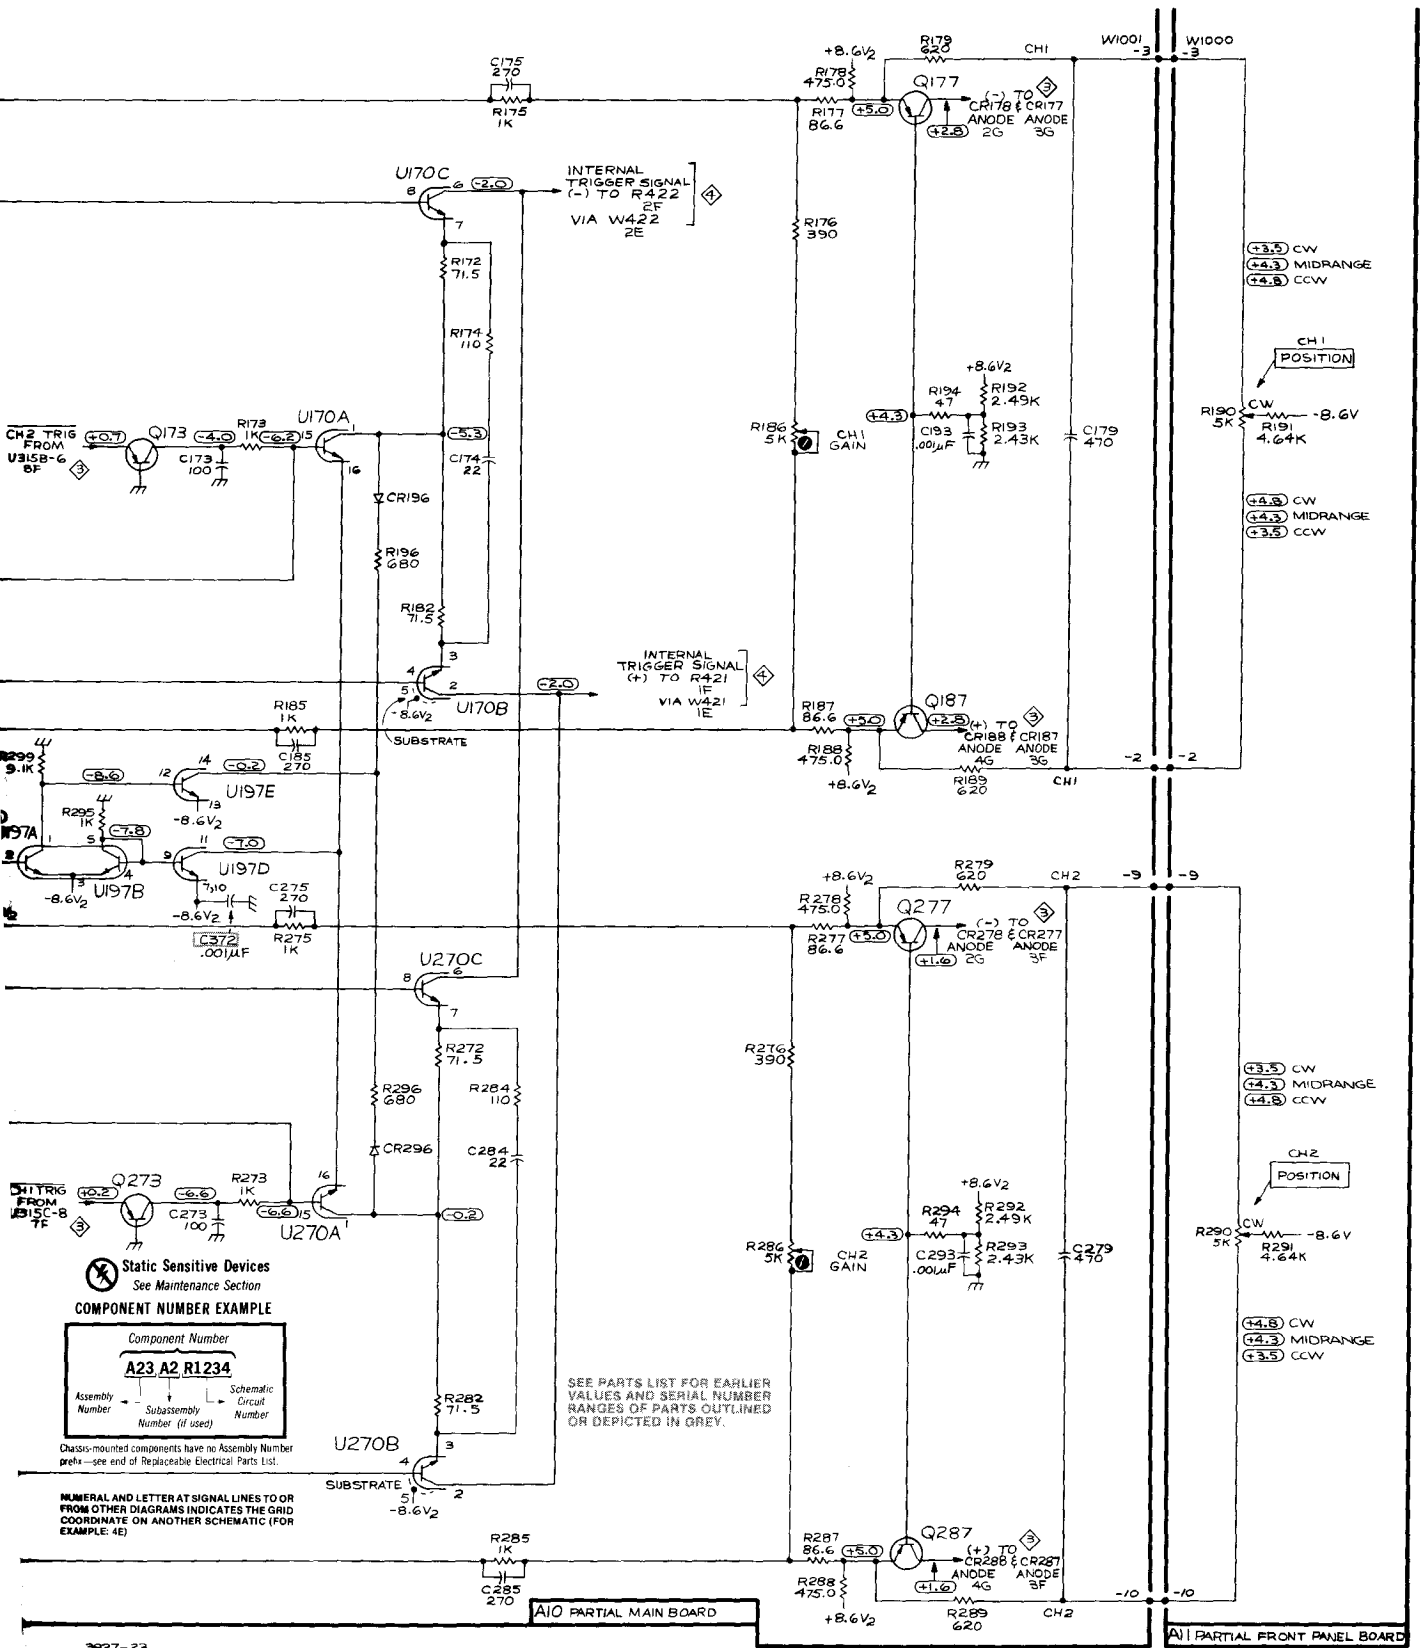 R179
620
CH1
W1001
-3
W1000
-3
+8.6V2
C175
270
R178
475.0
Q177
R175
1K
R177
86.6
+5.0
+2.8
(-) TO 3
CR178 & CR177
ANODE ANODE
2G 3G
U170C
8
6
-2.0
7
INTERNAL
TRIGGER SIGNAL
(-) TO R422
2F
VIA W422
2E
4
R176
390
R172
71.5
+3.5 CW
+4.3 MIDRANGE
+4.8 CCW
R174
110
CH1
POSITION
+8.6V2
R194
47
R192
2.49K
+4.3
R190
5K
CW
R191
4.64K
-8.6V
CH2 TRIG
FROM
U315B-6
8F
3
+0.7
Q173
-4.0
R173
1K
-6.2
15
U170A
1
16
-5.3
C173
100
C174
22
R186
5K
CH1
GAIN
C193
.001µF
R193
2.43K
C179
470
CR196
+4.8 CW
+4.3 MIDRANGE
+3.5 CCW
R196
680
R182
71.5
3
4
2
5
-8.6V2
U170B
SUBSTRATE
-2.0
INTERNAL
TRIGGER SIGNAL
(+) TO R421
1F
VIA W421
1E
4
R185
1K
C185
270
R187
86.6
+5.0
Q187
+2.8
(+) TO 3
CR188 & CR187
ANODE ANODE
4G 3G
R188
475.0
+8.6V2
R189
620
CH1
-2
-2
R299
9.1K
-8.6
12
14
-0.2
U197E
13
-8.6V2
R295
1K
-7.8
1
5
3
4
U197B
-8.6V2
9
11
-7.0
U197D
7,10
-8.6V2
C372
.001µF
C275
270
R275
1K
R279
620
CH2
-9
-9
+8.6V2
R278
475.0
Q277
R277
86.6
+5.0
+1.6
(-) TO 3
CR278 & CR277
ANODE ANODE
2G 3F
U270C
8
6
7
R272
71.5
R276
390
R296
680
R284
110
+3.5 CW
+4.3 MIDRANGE
+4.8 CCW
CR296
C284
22
CH2
POSITION
FROM
7F
3
+0.2
Q273
-6.6
R273
1K
-6.6
15
16
1
U270A
-0.2
C273
100
+8.6V2
R294
47
R292
2.49K
+4.3
R286
5K
CH2
GAIN
C293
.001µF
R293
2.43K
C279
470
R290
5K
CW
R291
4.64K
-8.6V
Static Sensitive Devices
See Maintenance Section
COMPONENT NUMBER EXAMPLE
Component Number
A23 A2 R1234
Assembly
Number
Subassembly
Number (if used)
Schematic
Circuit
Number
Chassis-mounted components have no Assembly Number
prefix—see end of Replaceable Electrical Parts List.
NUMERAL AND LETTER AT SIGNAL LINES TO OR
FROM OTHER DIAGRAMS INDICATES THE GRID
COORDINATE ON ANOTHER SCHEMATIC (FOR
EXAMPLE: 4E)
+4.8 CW
+4.3 MIDRANGE
+3.5 CCW
SEE PARTS LIST FOR EARLIER
VALUES AND SERIAL NUMBER
RANGES OF PARTS OUTLINED
OR DEPICTED IN GREY.
R282
71.5
U270B
3
4
2
SUBSTRATE
5
-8.6V2
R285
1K
C285
270
R287
86.6
+5.0
Q287
+1.6
(+) TO 3
CR288 & CR287
ANODE ANODE
4G 3F
R288
475.0
+8.6V2
R289
620
CH2
-10
-10
A10 PARTIAL MAIN BOARD
A11 PARTIAL FRONT PANEL BOARD